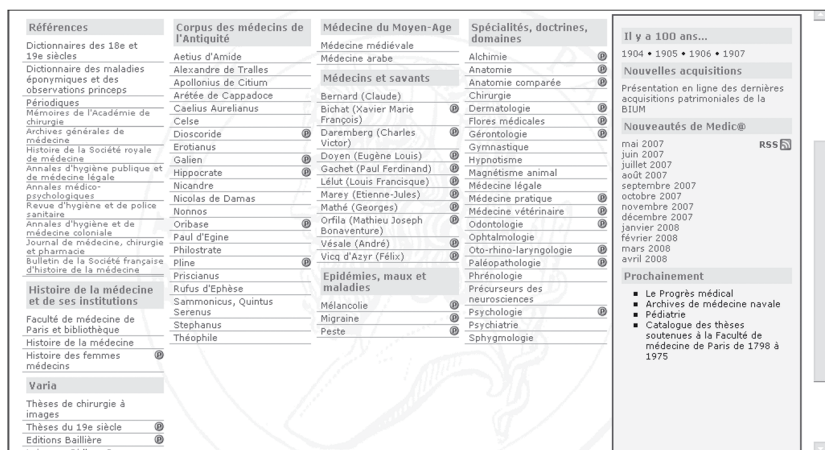 Références
Dictionnaires des 18e et
19e siècles
Dictionnaire des maladies
éponymiques et des
observations princeps
Périodiques
Mémoires de l'Académie de
chirurgie
Archives générales de
médecine
Histoire de la Société royale
de médecine
Annales d'hygiène publique et
de médecine légale
Annales médico-
psychologiques
Revue d'hygiène et de police
sanitaire
Annales d'hygiène et de
médecine coloniale
Journal de médecine, chirurgie
et pharmacie
Bulletin de la Société française
d'histoire de la médecine
Histoire de la médecine
et de ses institutions
Faculté de médecine de
Paris et bibliothèque
Histoire de la médecine
Histoire des femmes
médecins
Varia
Thèses de chirurgie à
images
Thèses du 19e siècle
Editions Baillière
Corpus des médecins de
l'Antiquité
Aetius d'Amide
Alexandre de Tralles
Apollonius de Citium
Arétée de Cappadoce
Caelius Aurelianus
Celse
Dioscoride
Erotianus
Galien
Hippocrate
Nicandre
Nicolas de Damas
Nonnos
Oribase
Paul d'Egine
Philostrate
Pline
Priscianus
Rufus d'Ephèse
Sammonicus, Quintus
Serenus
Stephanus
Théophile
Médecine du Moyen-Age
Médecine médiévale
Médecine arabe
Médecins et savants
Bernard (Claude)
Bichat (Xavier Marie
François)
Daremberg (Charles
Victor)
Doyen (Eugène Louis)
Gachet (Paul Ferdinand)
Lélut (Louis Francisque)
Marey (Etienne-Jules)
Mathé (Georges)
Orfila (Mathieu Joseph
Bonaventure)
Vésale (André)
Vicq d'Azyr (Félix)
Epidémies, maux et
maladies
Mélancolie
Migraine
Peste
Spécialités, doctrines,
domaines
Alchimie
Anatomie
Anatomie comparée
Chirurgie
Dermatologie
Flores médicales
Gérontologie
Gymnastique
Hypnotisme
Magnétisme animal
Médecine légale
Médecine pratique
Médecine vétérinaire
Odontologie
Ophtalmologie
Oto-rhino-laryngologie
Paléopathologie
Phrénologie
Précurseurs des
neurosciences
Psychologie
Psychiatrie
Sphygmologie
Il y a 100 ans...
1904 • 1905 • 1906 • 1907
Nouvelles acquisitions
Présentation en ligne des dernières
acquisitions patrimoniales de la
BIUM
Nouveautés de Medic@
mai 2007 RSS
juin 2007
juillet 2007
août 2007
septembre 2007
octobre 2007
novembre 2007
décembre 2007
janvier 2008
février 2008
mars 2008
avril 2008
Prochainement
Le Progrès médical
Archives de médecine navale
Pédiatrie
Catalogue des thèses
soutenues à la Faculté de
médecine de Paris de 1798 à
1975